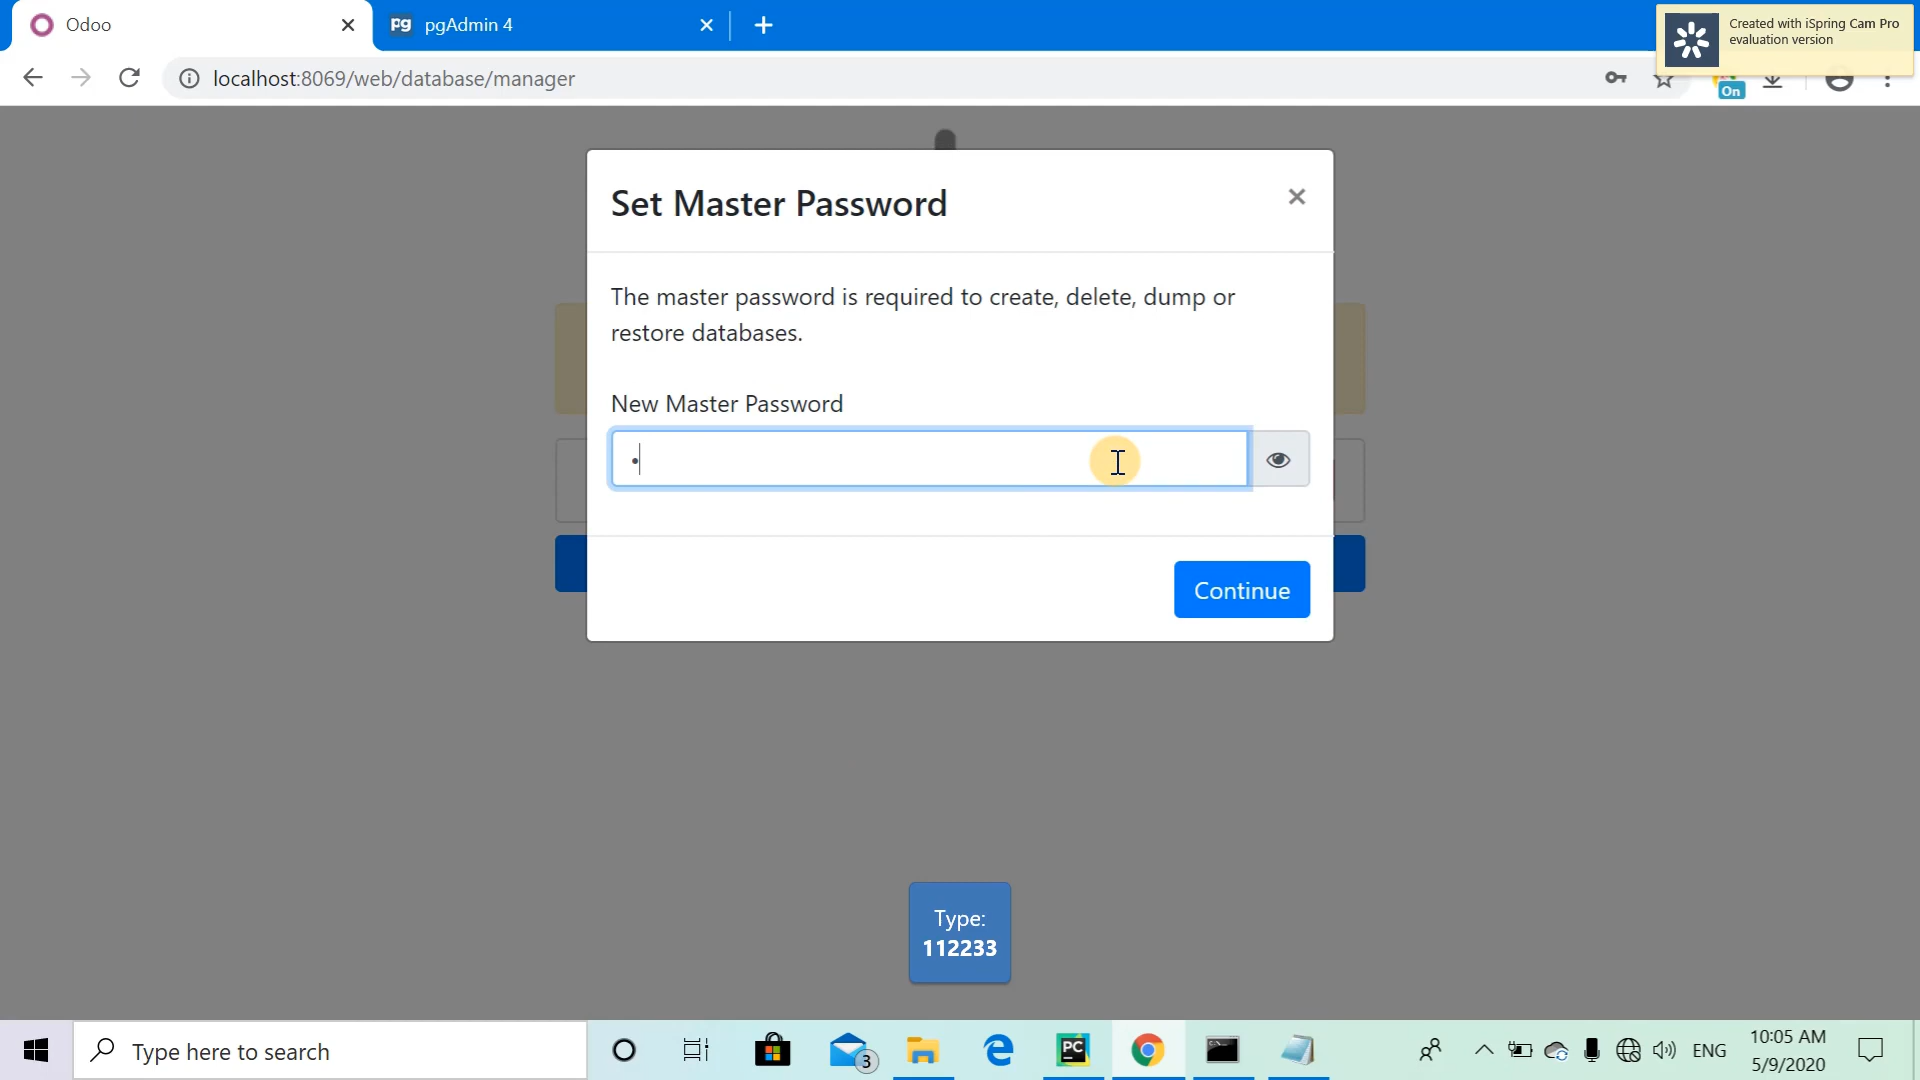 Odoo
pgAdmin 4
Created with iSpring Cam Pro
evaluation version
localhost:8069/web/database/manager
On
Set Master Password
The master password is required to create, delete, dump or
restore databases.
New Master Password
Continue
Type:
112233
Type here to search
3
PC
ENG
10:05 AM
5/9/2020